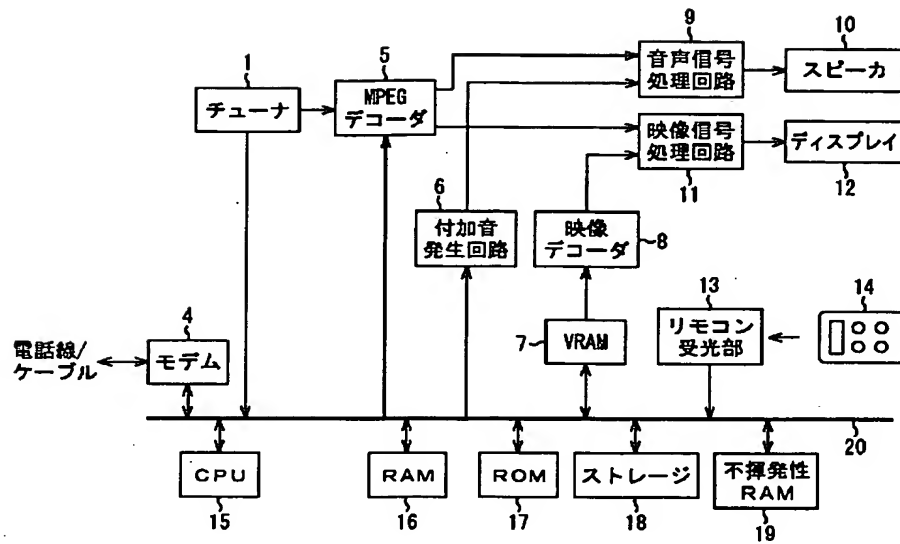 9
音声信号
処理回路
10
スピーカ
1
チューナ
5
MPEG
デコーダ
映像信号
処理回路
11
ディスプレイ
12
6
付加音
発生回路
映像
デコーダ
8
13
リモコン
受光部
14
4
モデム
電話線/
ケーブル
7
VRAM
20
CPU
15
RAM
16
ROM
17
ストレージ
18
不揮発性
RAM
19